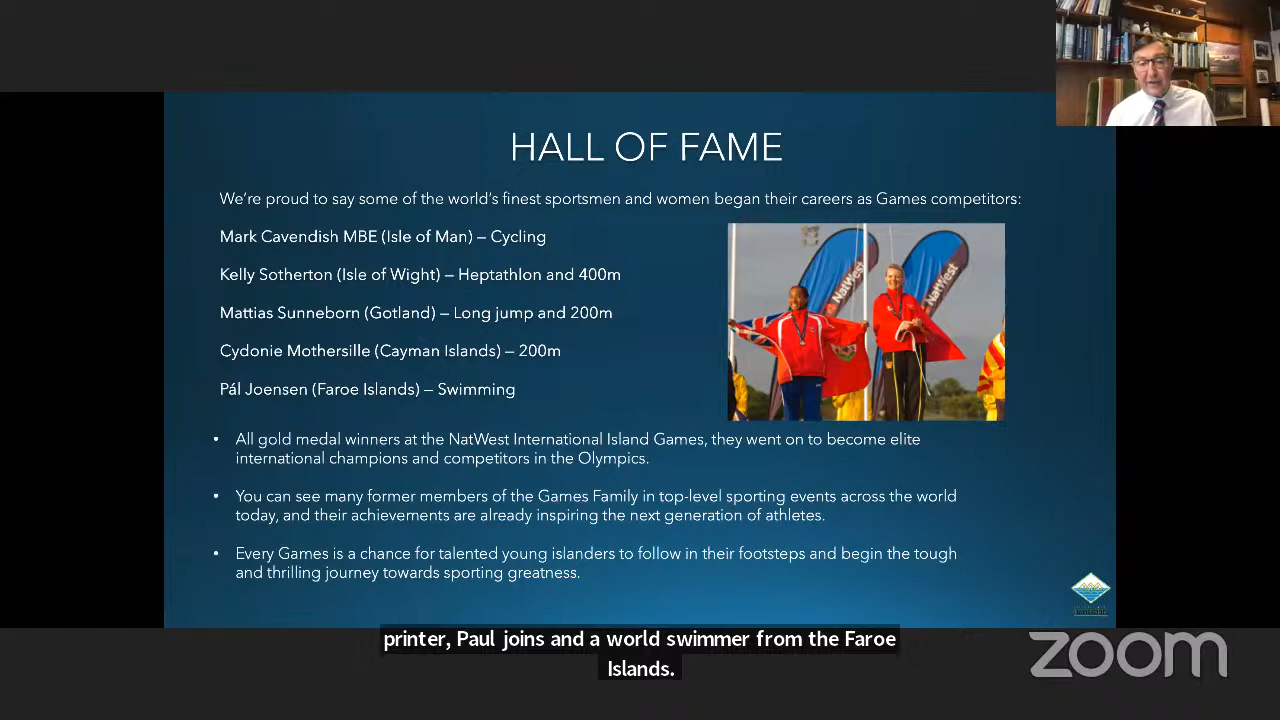 HALL OF FAME
We're proud to say some of the world's finest sportsmen and women began their careers as Games competitors:
Mark Cavendish MBE (Isle of Man) – Cycling
Kelly Sotherton (Isle of Wight) – Heptathlon and 400m
Mattias Sunneborn (Gotland) – Long jump and 200m
Cydonie Mothersille (Cayman Islands) – 200m
Pál Joensen (Faroe Islands) – Swimming
NatWest
NatWest
• All gold medal winners at the NatWest International Island Games, they went on to become elite
international champions and competitors in the Olympics.
• You can see many former members of the Games Family in top-level sporting events across the world
today, and their achievements are already inspiring the next generation of athletes.
• Every Games is a chance for talented young islanders to follow in their footsteps and begin the tough
and thrilling journey towards sporting greatness.
printer, Paul joins and a world swimmer from the Faroe
Islands.
zoom